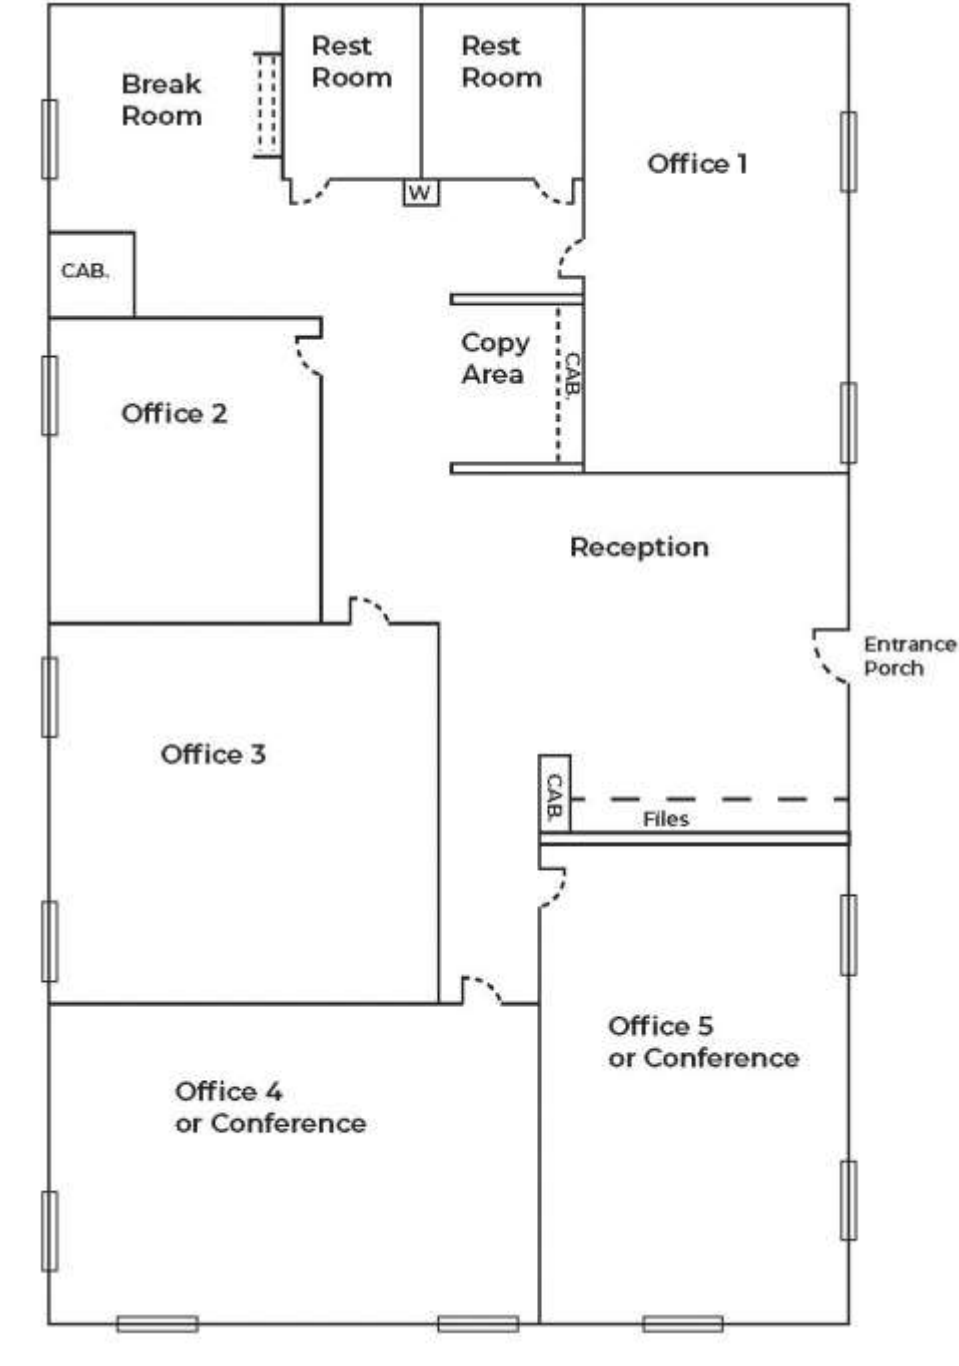 Break
Room
Rest
Room
Rest
Room
Office 1
W
CAB.
Copy
Area
CAB.
Office 2
Reception
Entrance
Porch
Office 3
CAB.
Files
Office 5
or Conference
Office 4
or Conference